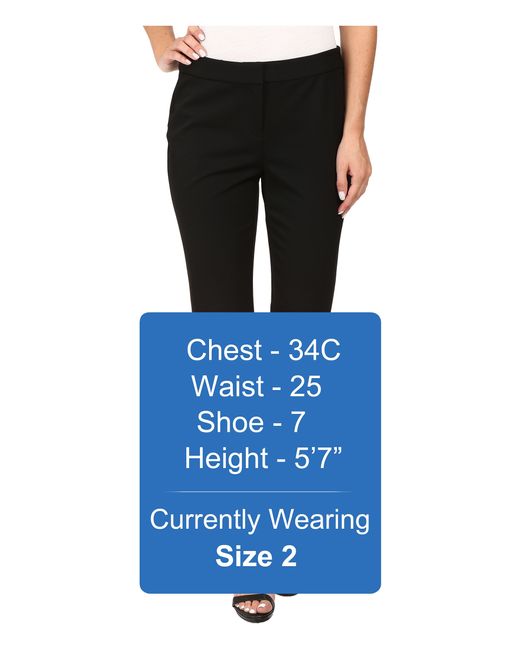 Chest - 34C
Waist - 25
Shoe - 7
Height - 5’7”
Currently Wearing
Size 2